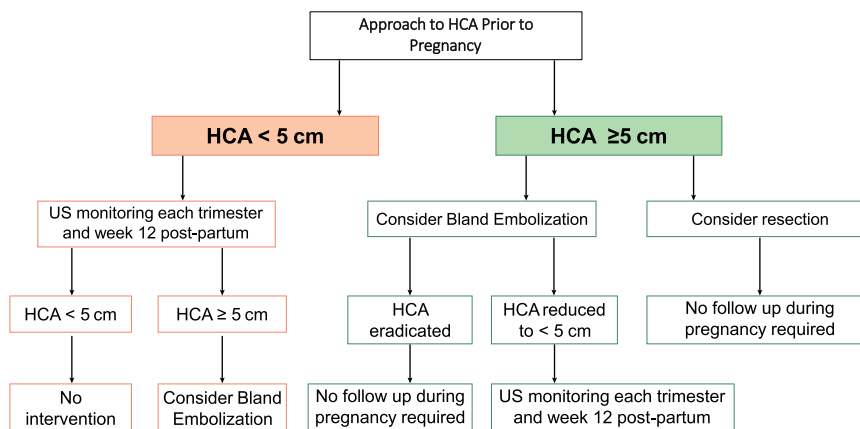 Approach to HCA Prior to
Pregnancy
HCA < 5 cm
HCA ≥5 cm
US monitoring each trimester
and week 12 post-partum
Consider Bland Embolization
Consider resection
HCA < 5 cm
HCA ≥ 5 cm
HCA
eradicated
HCA reduced
to < 5 cm
No follow up during
pregnancy required
No
intervention
Consider Bland
Embolization
No follow up during
pregnancy required
US monitoring each trimester
and week 12 post-partum